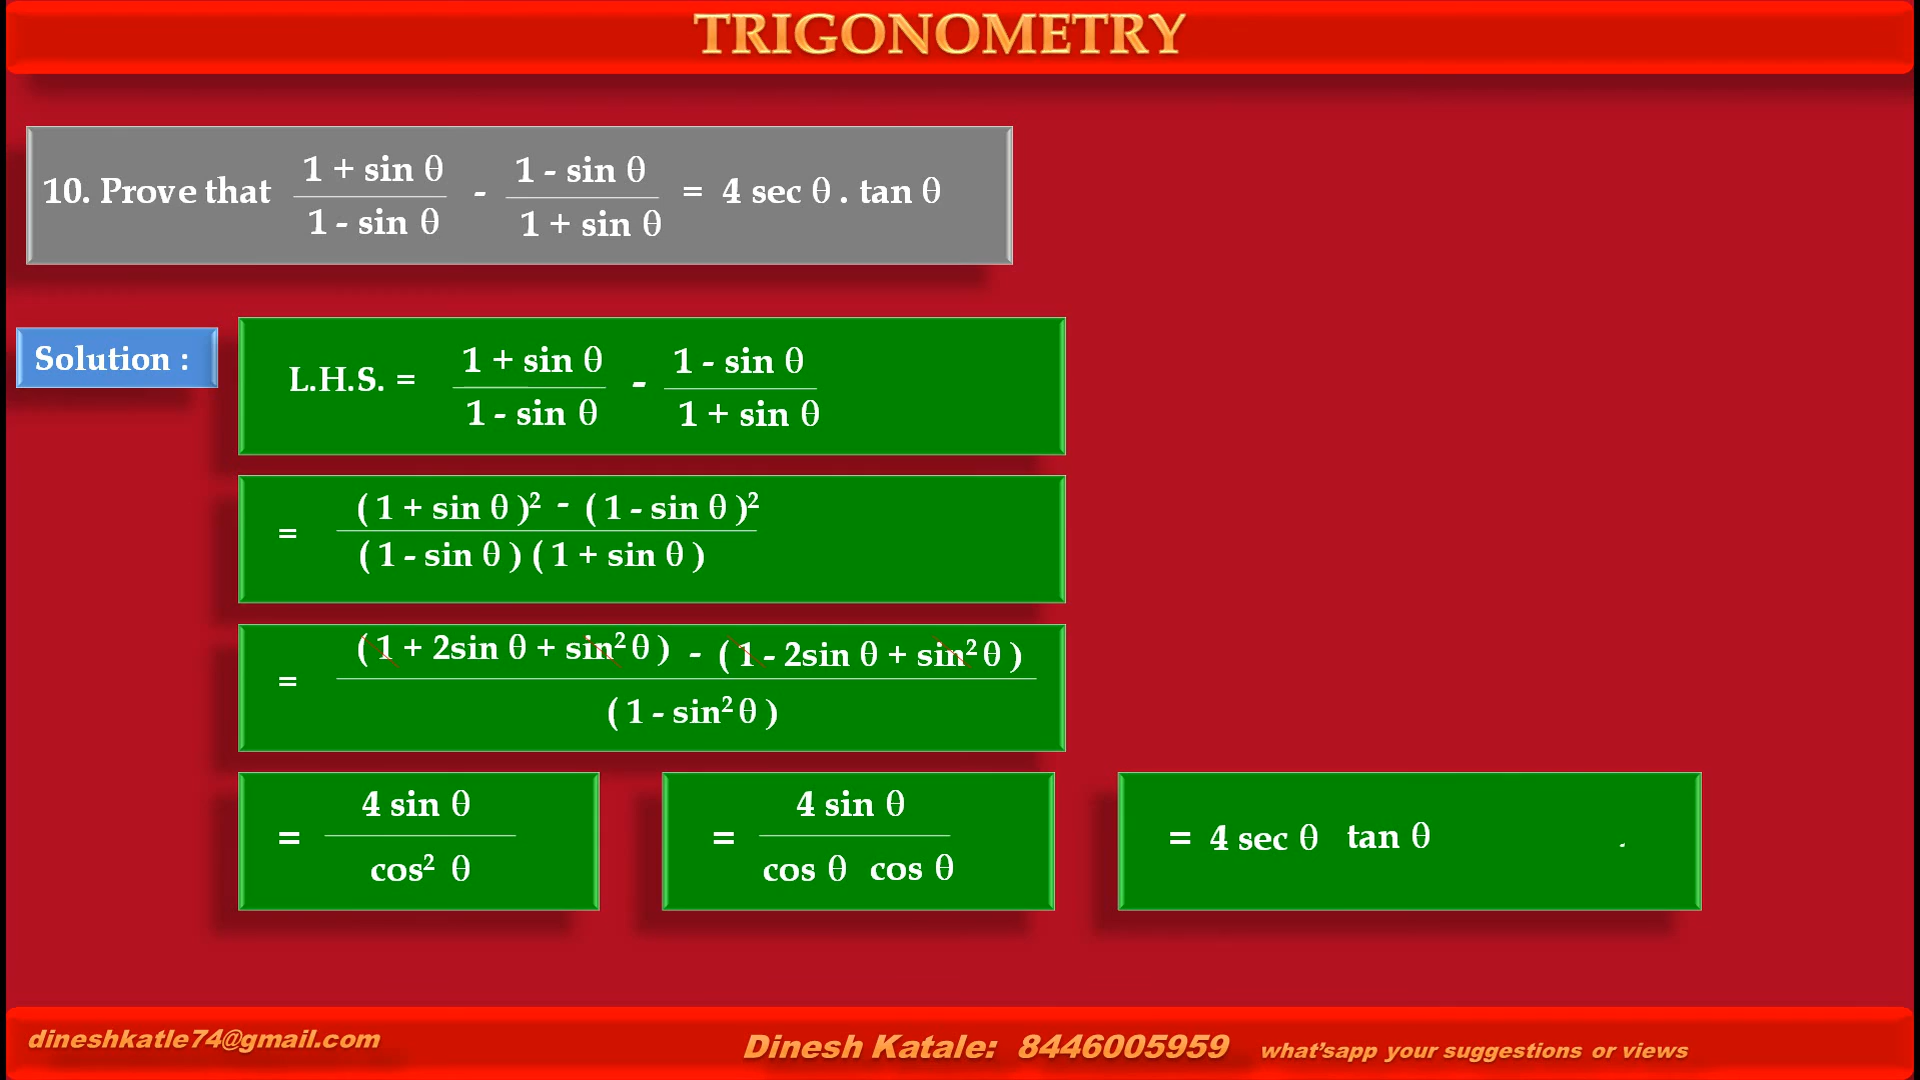 TRIGONOMETRY
10. Prove that (1 + sin θ)/(1 - sin θ) - (1 - sin θ)/(1 + sin θ) = 4 sec θ . tan θ
Solution :
L.H.S. = (1 + sin θ)/(1 - sin θ) - (1 - sin θ)/(1 + sin θ)
= ( 1 + sin θ )² - ( 1 - sin θ )² / ( 1 - sin θ ) ( 1 + sin θ )
= ( 1 + 2sin θ + sin² θ ) - ( 1 - 2sin θ + sin² θ ) / ( 1 - sin² θ )
= 4 sin θ / cos² θ
= 4 sin θ / cos θ cos θ
= 4 sec θ tan θ .
dineshkatle74@gmail.com
Dinesh Katale: 8446005959 what'sapp your suggestions or views